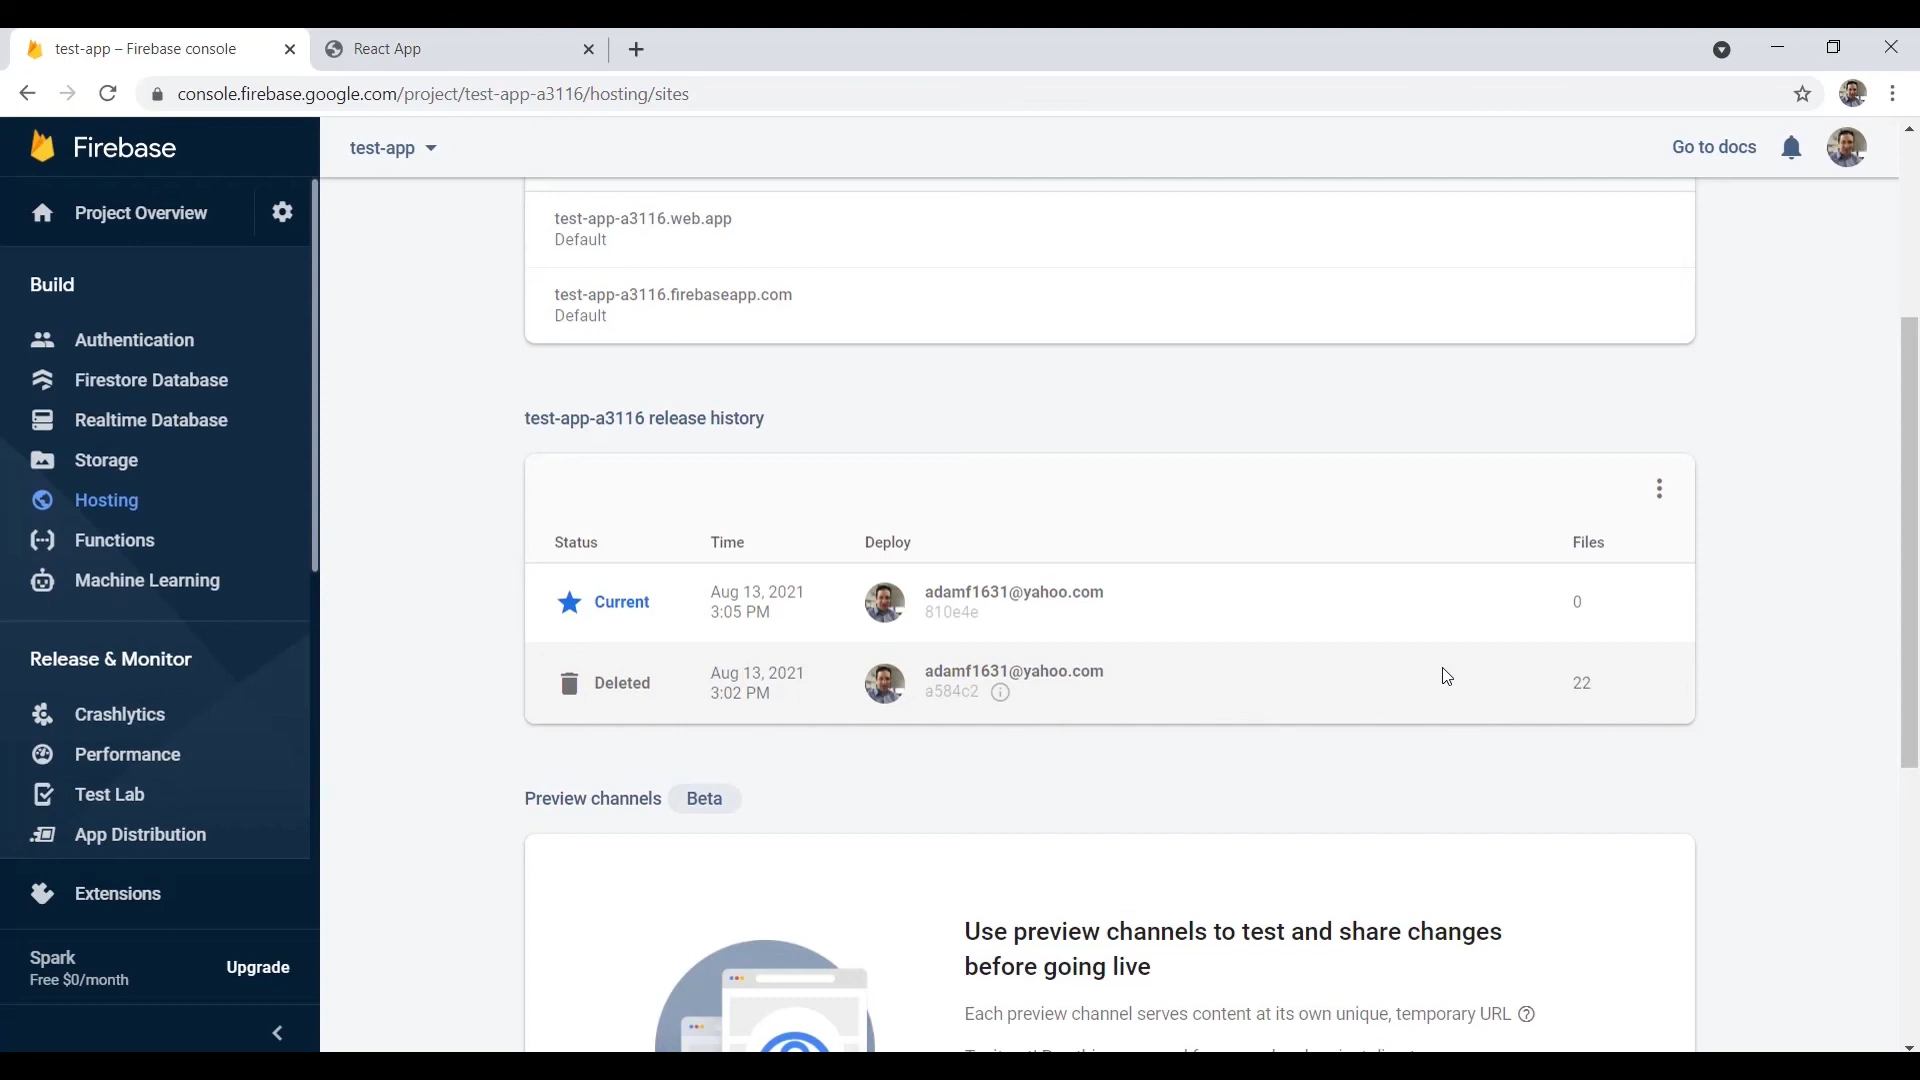 test-app – Firebase console
React App
console.firebase.google.com/project/test-app-a3116/hosting/sites
Firebase
test-app
Go to docs
Project Overview
Build
Authentication
Firestore Database
Realtime Database
Storage
Hosting
Functions
Machine Learning
Release & Monitor
Crashlytics
Performance
Test Lab
App Distribution
Extensions
Spark
Free $0/month
Upgrade
test-app-a3116.web.app
Default
test-app-a3116.firebaseapp.com
Default
test-app-a3116 release history
Status Time Deploy Files
Current Aug 13, 2021 3:05 PM adamf1631@yahoo.com 810e4e 0
Deleted Aug 13, 2021 3:02 PM adamf1631@yahoo.com a584c2 22
Preview channels Beta
Use preview channels to test and share changes
before going live
Each preview channel serves content at its own unique, temporary URL